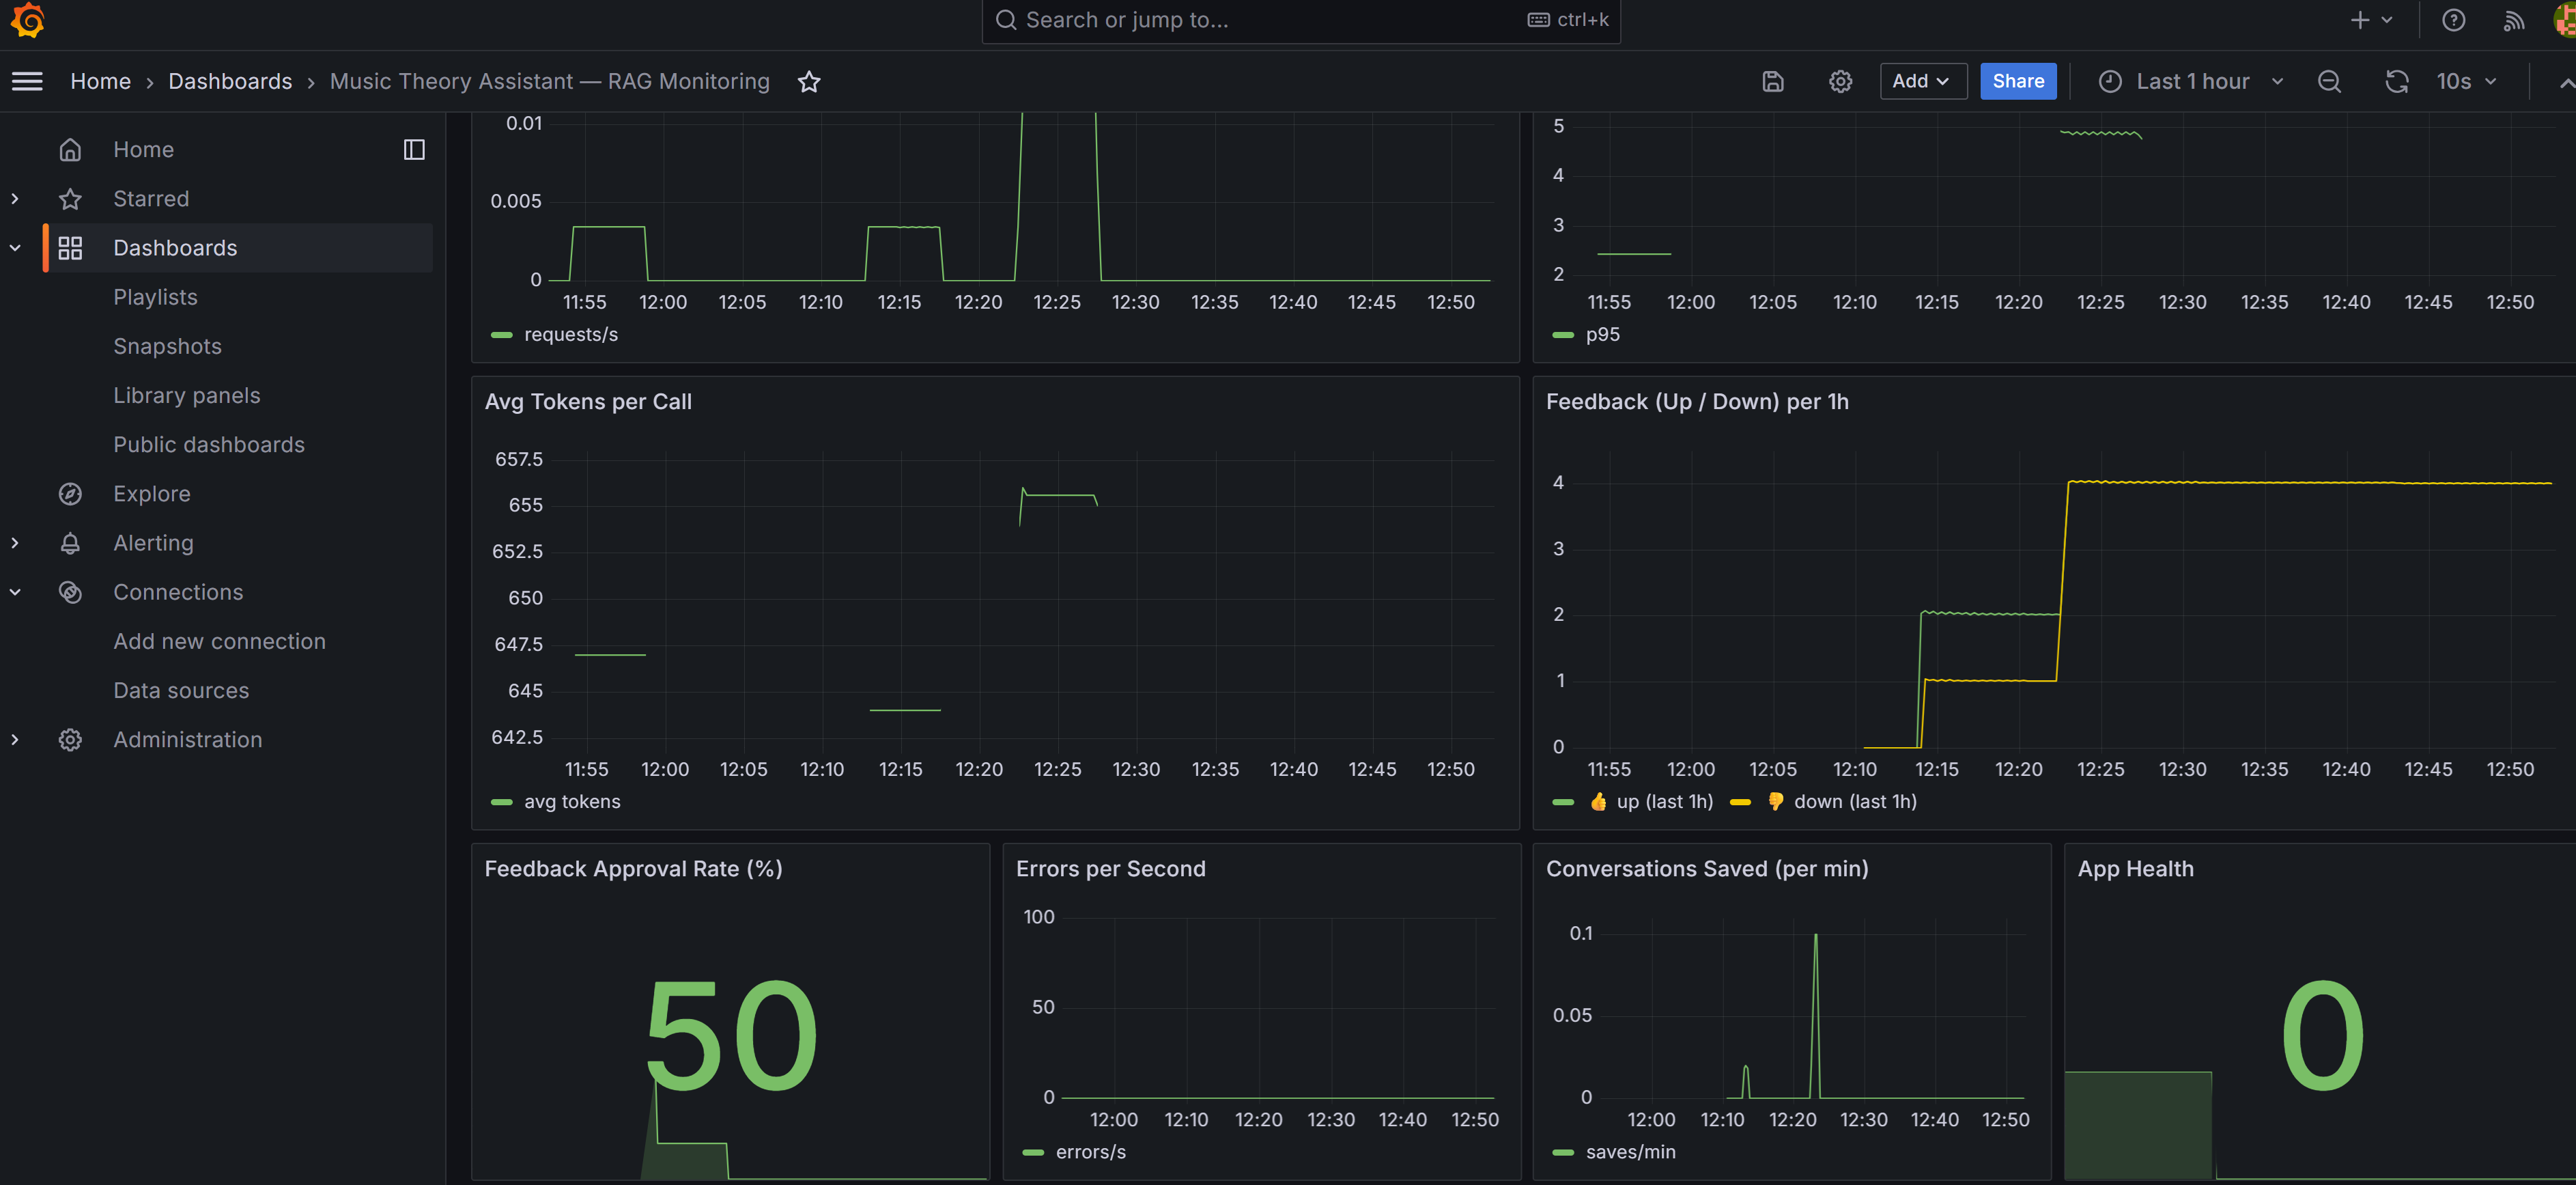 Search or jump to...
ctrl+k
Home › Dashboards › Music Theory Assistant — RAG Monitoring
Add
Share
Last 1 hour
10s
Home
Starred
Dashboards
Playlists
Snapshots
Library panels
Public dashboards
Explore
Alerting
Connections
Add new connection
Data sources
Administration
0.01
0.005
0
11:55 12:00 12:05 12:10 12:15 12:20 12:25 12:30 12:35 12:40 12:45 12:50
requests/s
5
4
3
2
11:55 12:00 12:05 12:10 12:15 12:20 12:25 12:30 12:35 12:40 12:45 12:50
p95
Avg Tokens per Call
657.5
655
652.5
650
647.5
645
642.5
11:55 12:00 12:05 12:10 12:15 12:20 12:25 12:30 12:35 12:40 12:45 12:50
avg tokens
Feedback (Up / Down) per 1h
4
3
2
1
0
11:55 12:00 12:05 12:10 12:15 12:20 12:25 12:30 12:35 12:40 12:45 12:50
👍 up (last 1h) 👎 down (last 1h)
Feedback Approval Rate (%)
50
Errors per Second
100
50
0
12:00 12:10 12:20 12:30 12:40 12:50
errors/s
Conversations Saved (per min)
0.1
0.05
0
12:00 12:10 12:20 12:30 12:40 12:50
saves/min
App Health
0